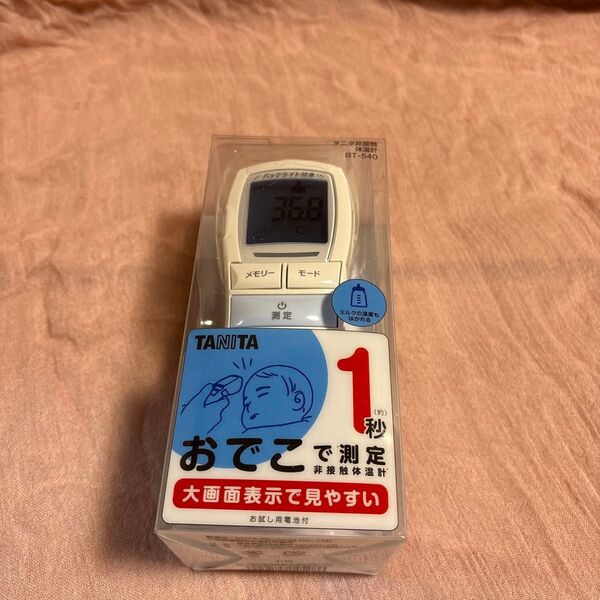 タニタ非接触
体温計
BT-540
バックライト付き
36.8
℃
メモリー
モード
測定
ミルクの温度も
はかれる
TANITA
1
(約)
秒
おでこで測定
非接触体温計
大画面表示で見やすい
お試し用電池付